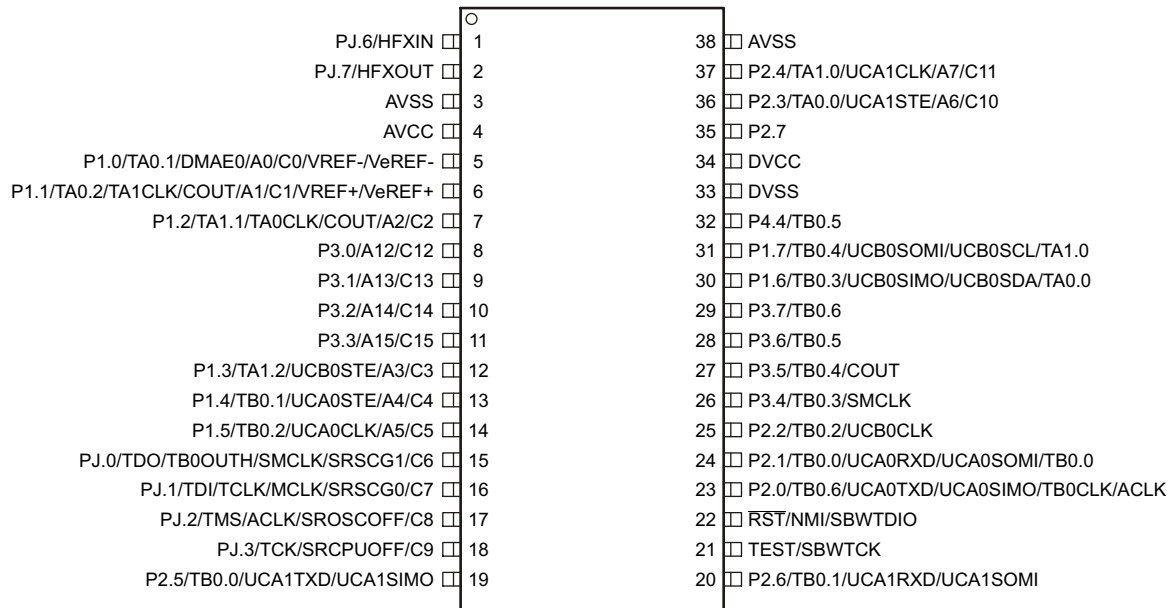 PJ.6/HFXIN 1 38 AVSS
PJ.7/HFXOUT 2 37 P2.4/TA1.0/UCA1CLK/A7/C11
AVSS 3 36 P2.3/TA0.0/UCA1STE/A6/C10
AVCC 4 35 P2.7
P1.0/TA0.1/DMAE0/A0/C0/VREF-/VeREF- 5 34 DVCC
P1.1/TA0.2/TA1CLK/COUT/A1/C1/VREF+/VeREF+ 6 33 DVSS
P1.2/TA1.1/TA0CLK/COUT/A2/C2 7 32 P4.4/TB0.5
P3.0/A12/C12 8 31 P1.7/TB0.4/UCB0SOMI/UCB0SCL/TA1.0
P3.1/A13/C13 9 30 P1.6/TB0.3/UCB0SIMO/UCB0SDA/TA0.0
P3.2/A14/C14 10 29 P3.7/TB0.6
P3.3/A15/C15 11 28 P3.6/TB0.5
P1.3/TA1.2/UCB0STE/A3/C3 12 27 P3.5/TB0.4/COUT
P1.4/TB0.1/UCA0STE/A4/C4 13 26 P3.4/TB0.3/SMCLK
P1.5/TB0.2/UCA0CLK/A5/C5 14 25 P2.2/TB0.2/UCB0CLK
PJ.0/TDO/TB0OUTH/SMCLK/SRSCG1/C6 15 24 P2.1/TB0.0/UCA0RXD/UCA0SOMI/TB0.0
PJ.1/TDI/TCLK/MCLK/SRSCG0/C7 16 23 P2.0/TB0.6/UCA0TXD/UCA0SIMO/TB0CLK/ACLK
PJ.2/TMS/ACLK/SROSCOFF/C8 17 22 RST/NMI/SBWTDIO
PJ.3/TCK/SRCPUOFF/C9 18 21 TEST/SBWTCK
P2.5/TB0.0/UCA1TXD/UCA1SIMO 19 20 P2.6/TB0.1/UCA1RXD/UCA1SOMI